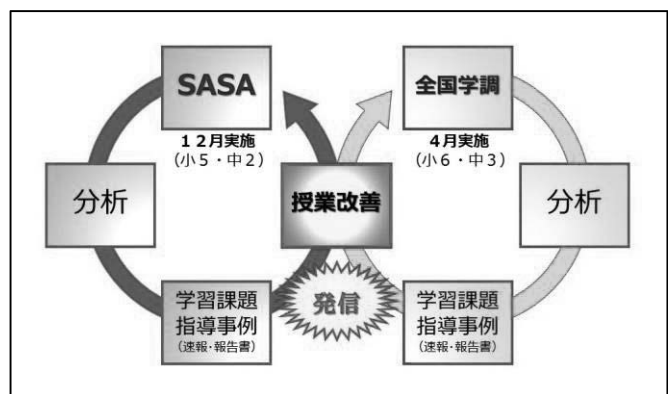 SASA
12月実施
(小5・中2)
全国学調
4月実施
(小6・中3)
分析
授業改善
分析
学習課題
指導事例
(速報・報告書)
発信
学習課題
指導事例
(速報・報告書)